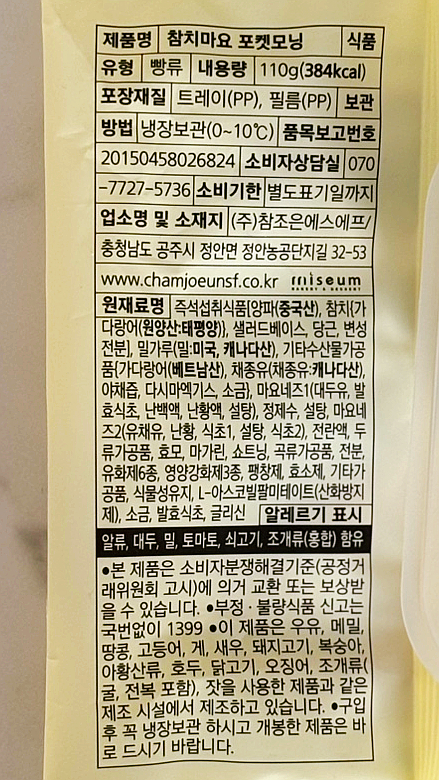 제품명 참치마요 포켓모닝 식품
유형 빵류 내용량 110g(384kcal)
포장재질 트레이(PP), 필름(PP) 보관
방법 냉장보관(0~10℃) 품목보고번호
20150458026824 소비자상담실 070
-7727-5736 소비기한 별도표기일까지
업소명 및 소재지 (주)참조은에스에프/
충청남도 공주시 정안면 정안농공단지길 32-53
www.chamjoeunsf.co.kr miseum
BAKERY & DESSERT
원재료명 즉석섭취식품[양파(중국산), 참치{가
다랑어(원양산:태평양)}, 샐러드베이스, 당근, 변성
전분], 밀가루(밀:미국, 캐나다산), 기타수산물가공
품{가다랑어(베트남산), 채종유(채종유:캐나다산),
야채즙, 다시마엑기스, 소금}, 마요네즈1(대두유, 발
효식초, 난백액, 난황액, 설탕), 정제수, 설탕, 마요네
즈2(유채유, 난황, 식초1, 설탕, 식초2), 전란액, 두
류가공품, 효모, 마가린, 쇼트닝, 곡류가공품, 전분,
유화제6종, 영양강화제3종, 팽창제, 효소제, 기타가
공품, 식물성유지, L-아스코빌팔미테이트(산화방지
제), 소금, 발효식초, 글리신 알레르기 표시
알류, 대두, 밀, 토마토, 쇠고기, 조개류(홍합) 함유
●본 제품은 소비자분쟁해결기준(공정거
래위원회 고시)에 의거 교환 또는 보상받
을 수 있습니다. ●부정·불량식품 신고는
국번없이 1399 ●이 제품은 우유, 메밀,
땅콩, 고등어, 게, 새우, 돼지고기, 복숭아,
아황산류, 호두, 닭고기, 오징어, 조개류(
굴, 전복 포함), 잣을 사용한 제품과 같은
제조 시설에서 제조하고 있습니다. ●구입
후 꼭 냉장보관 하시고 개봉한 제품은 바
로 드시기 바랍니다.